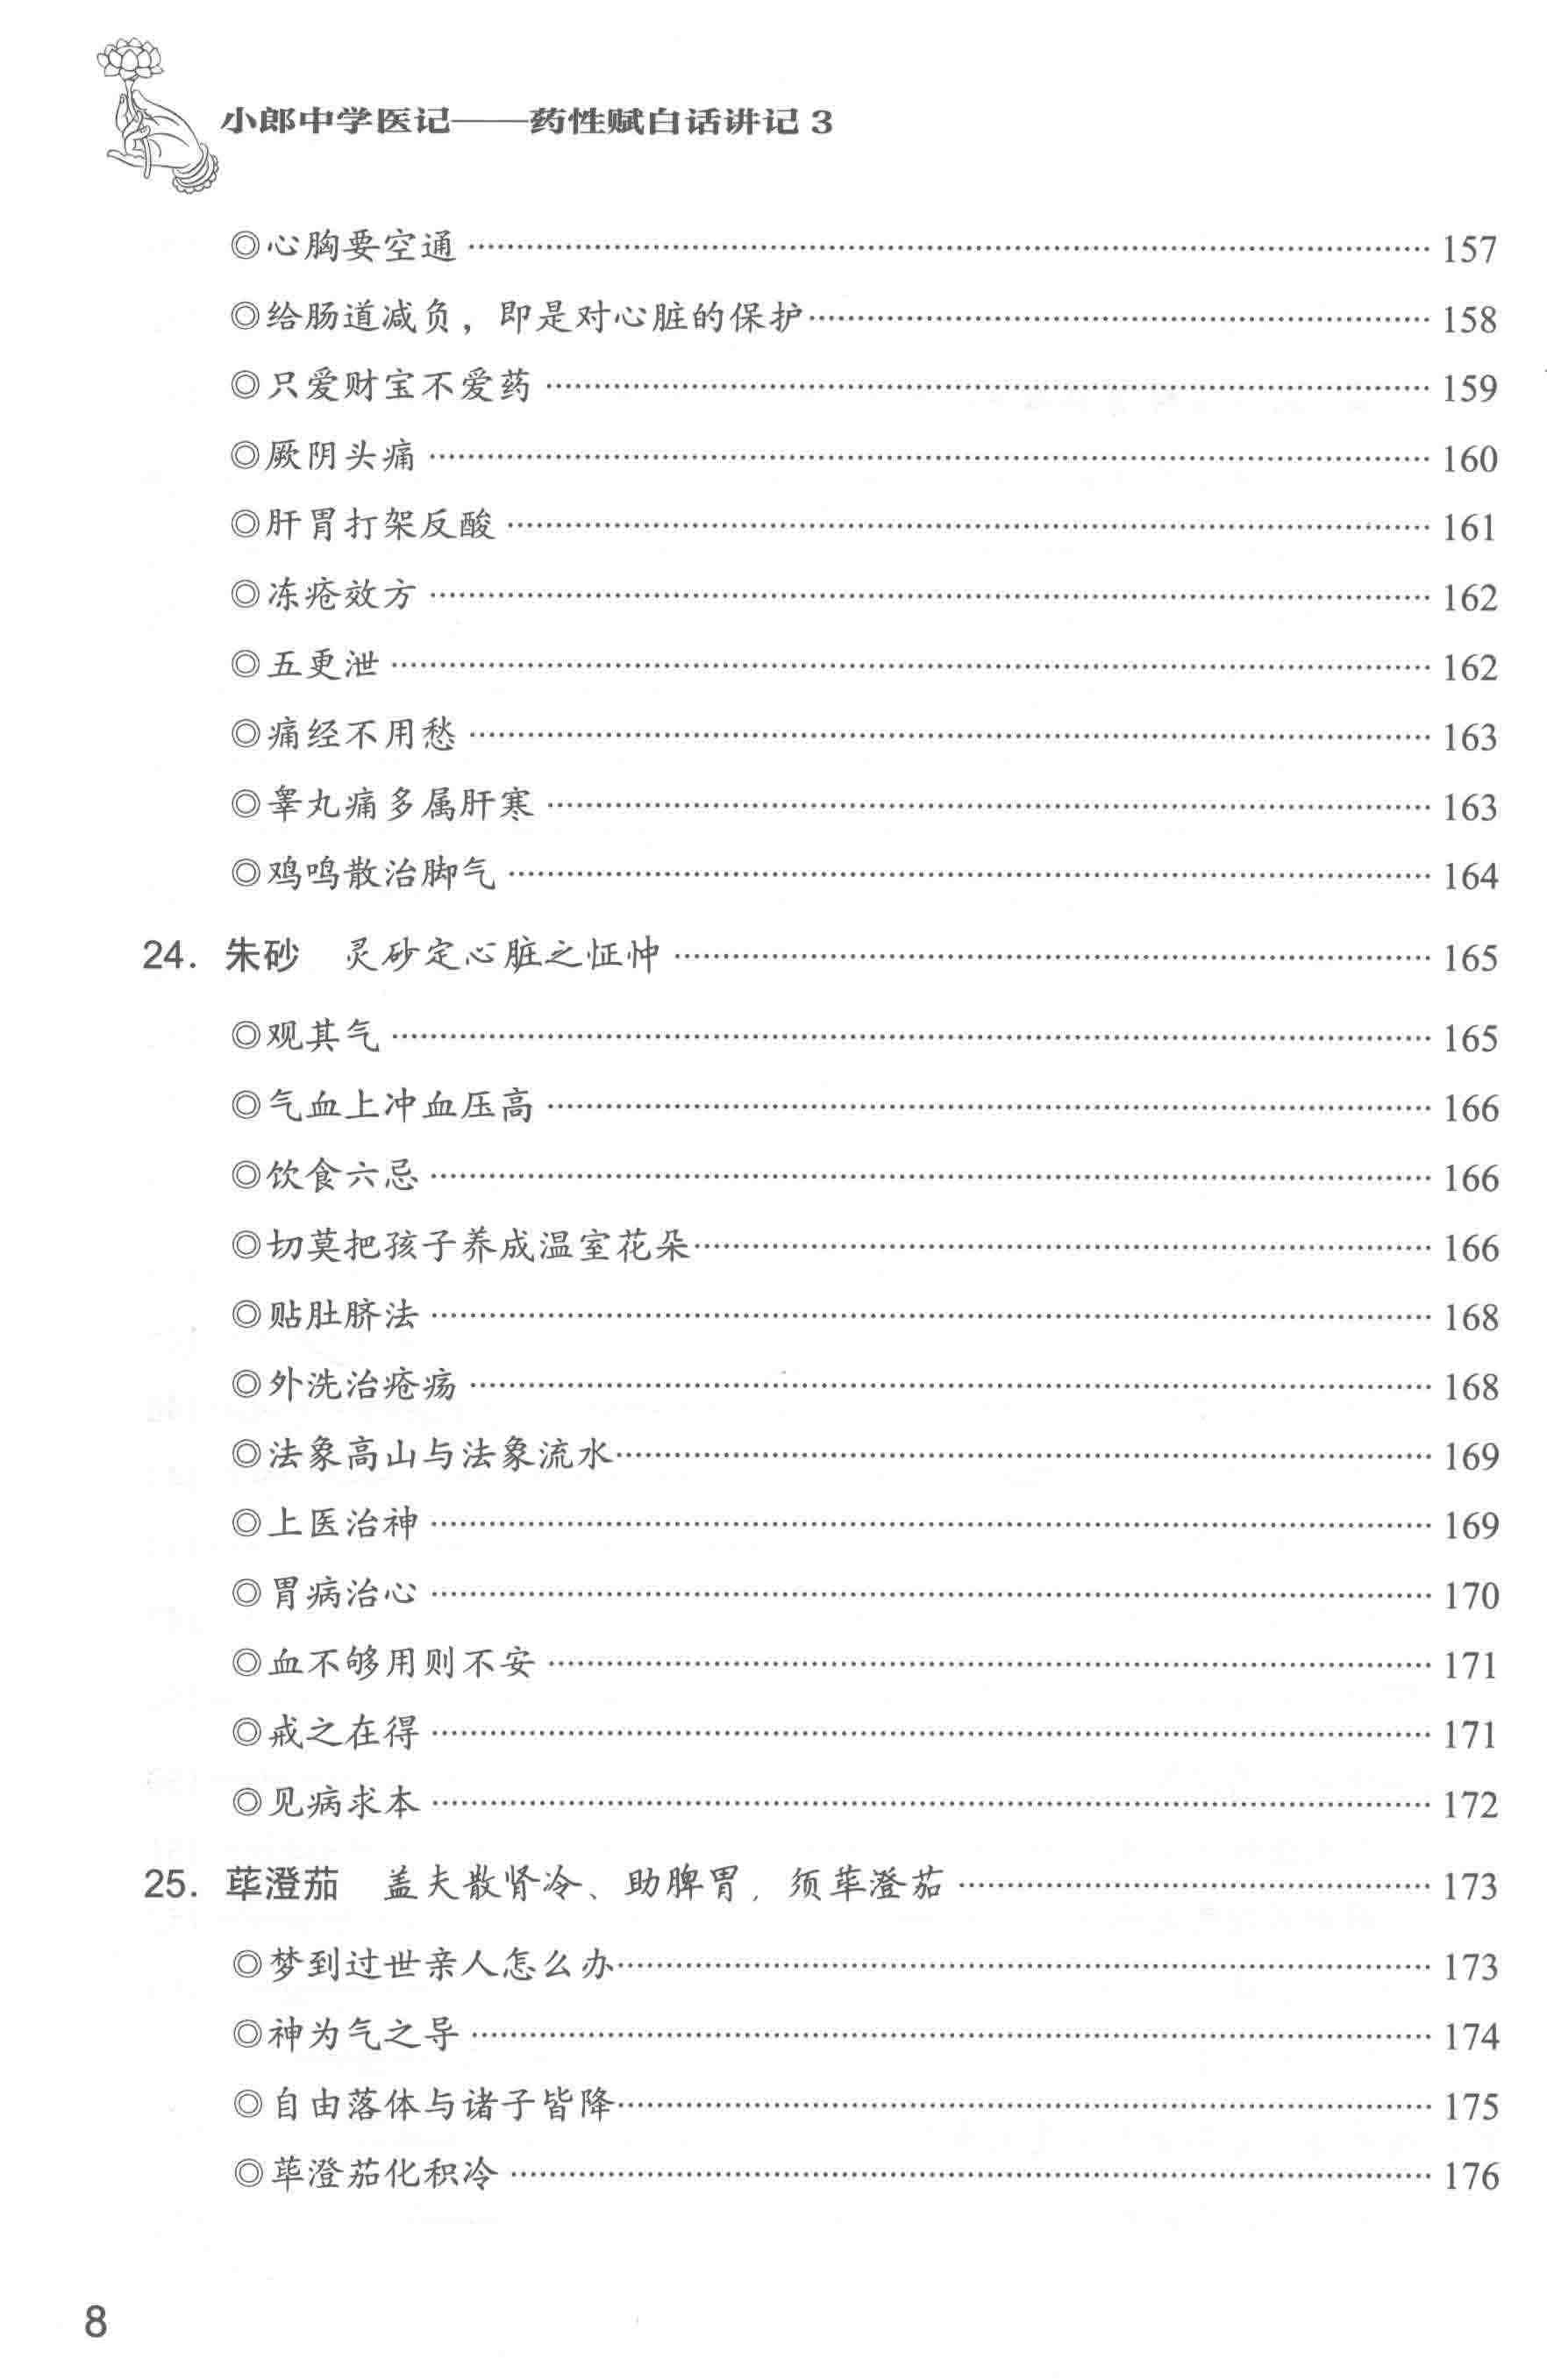 小郎中学医记——药性赋白话讲记 3
◎心胸要空通 …… 157
◎给肠道减负，即是对心脏的保护 …… 158
◎只爱财宝不爱药 …… 159
◎厥阴头痛 …… 160
◎肝胃打架反酸 …… 161
◎冻疮效方 …… 162
◎五更泄 …… 162
◎痛经不用愁 …… 163
◎睾丸痛多属肝寒 …… 163
◎鸡鸣散治脚气 …… 164
24. 朱砂 灵砂定心脏之怔忡 …… 165
◎观其气 …… 165
◎气血上冲血压高 …… 166
◎饮食六忌 …… 166
◎切莫把孩子养成温室花朵 …… 166
◎贴肚脐法 …… 168
◎外洗治疮疡 …… 168
◎法象高山与法象流水 …… 169
◎上医治神 …… 169
◎胃病治心 …… 170
◎血不够用则不安 …… 171
◎戒之在得 …… 171
◎见病求本 …… 172
25. 荜澄茄 盖夫散肾冷、助脾胃，须荜澄茄 …… 173
◎梦到过世亲人怎么办 …… 173
◎神为气之导 …… 174
◎自由落体与诸子皆降 …… 175
◎荜澄茄化积冷 …… 176
8